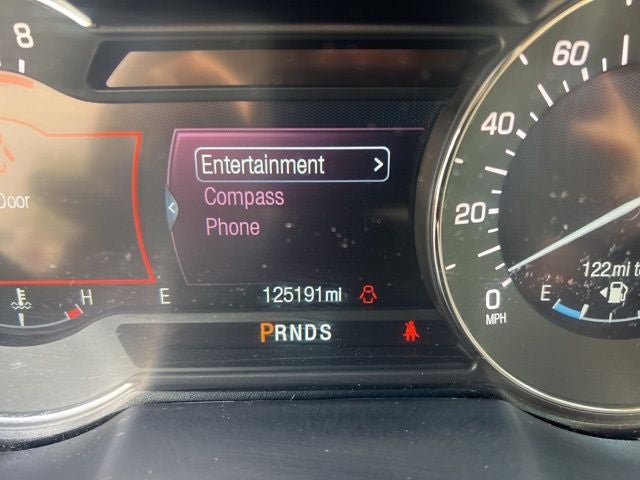 8
Door
Entertainment >
Compass
Phone
H
E
125191mi
PRNDS
60
40
20
0
MPH
122 mi t
E